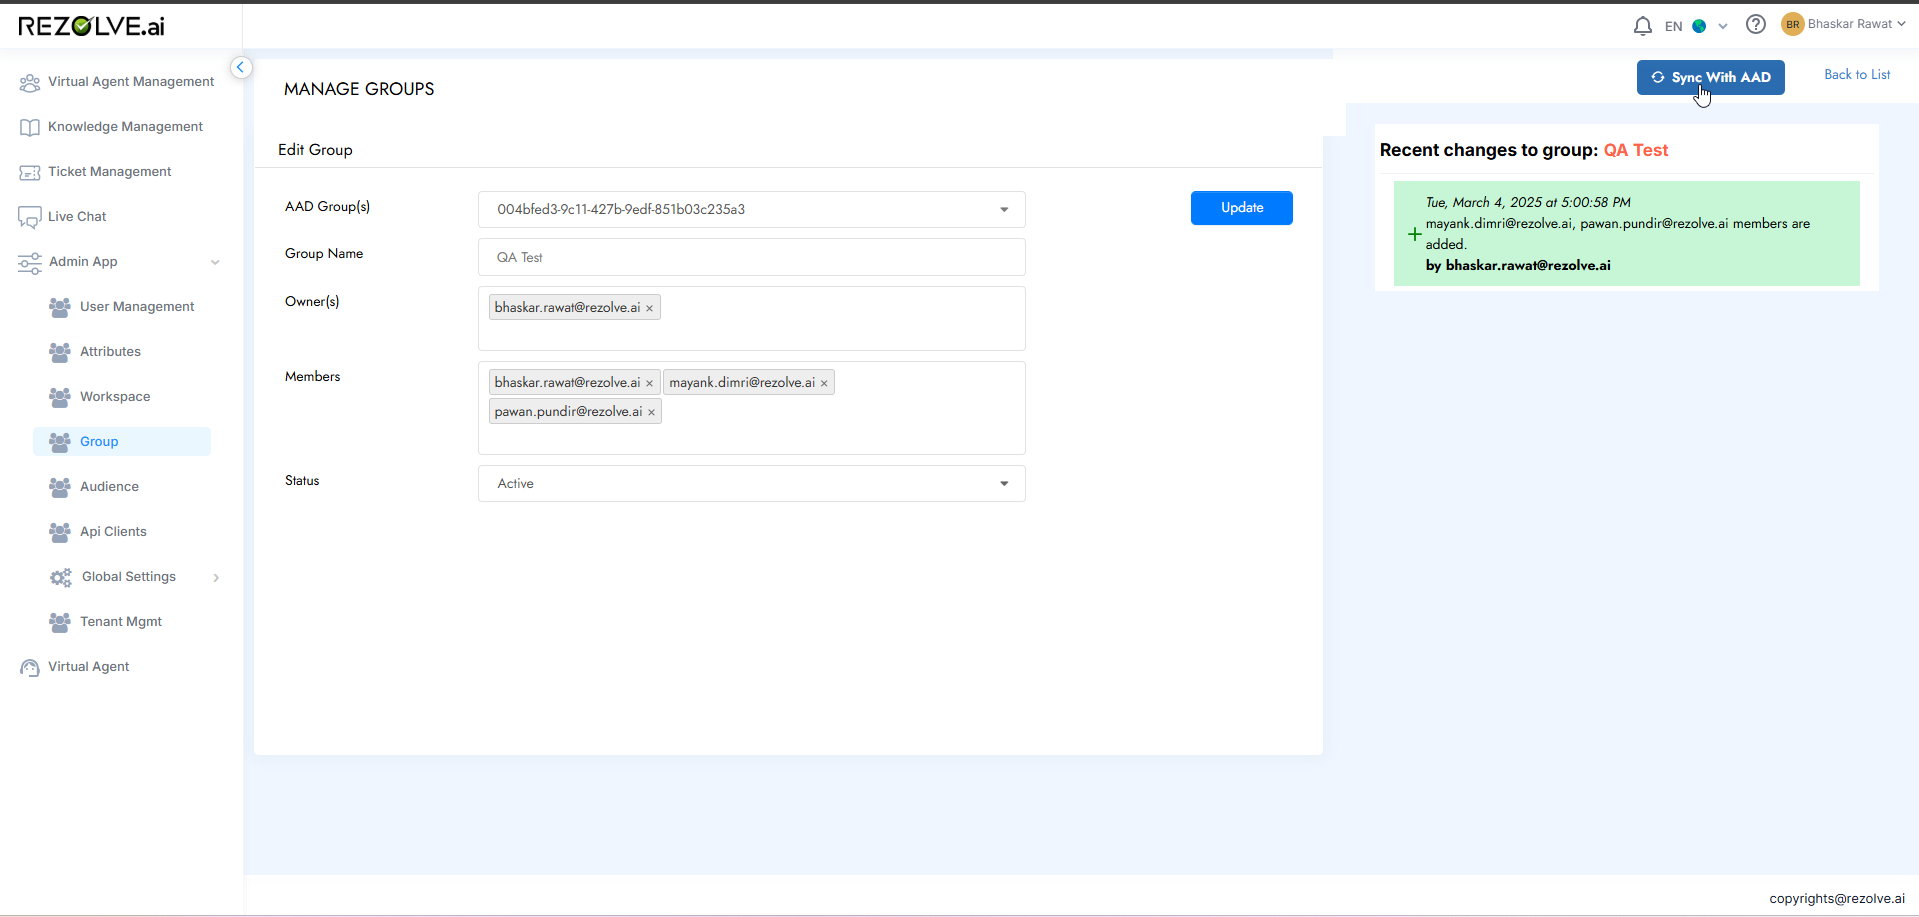 REZOLVE.ai
EN
BR
Bhaskar Rawat
Virtual Agent Management
Knowledge Management
Ticket Management
Live Chat
Admin App
User Management
Attributes
Workspace
Group
Audience
Api Clients
Global Settings
Tenant Mgmt
Virtual Agent
MANAGE GROUPS
Sync With AAD
Back to List
Edit Group
AAD Group(s)
004bfed3-9c11-427b-9edf-851b03c235a3
Update
Group Name
QA Test
Owner(s)
bhaskar.rawat@rezolve.ai ×
Members
bhaskar.rawat@rezolve.ai × mayank.dimri@rezolve.ai ×
pawan.pundir@rezolve.ai ×
Status
Active
Recent changes to group: QA Test
Tue, March 4, 2025 at 5:00:58 PM
mayank.dimri@rezolve.ai, pawan.pundir@rezolve.ai members are
added.
by bhaskar.rawat@rezolve.ai
copyrights@rezolve.ai